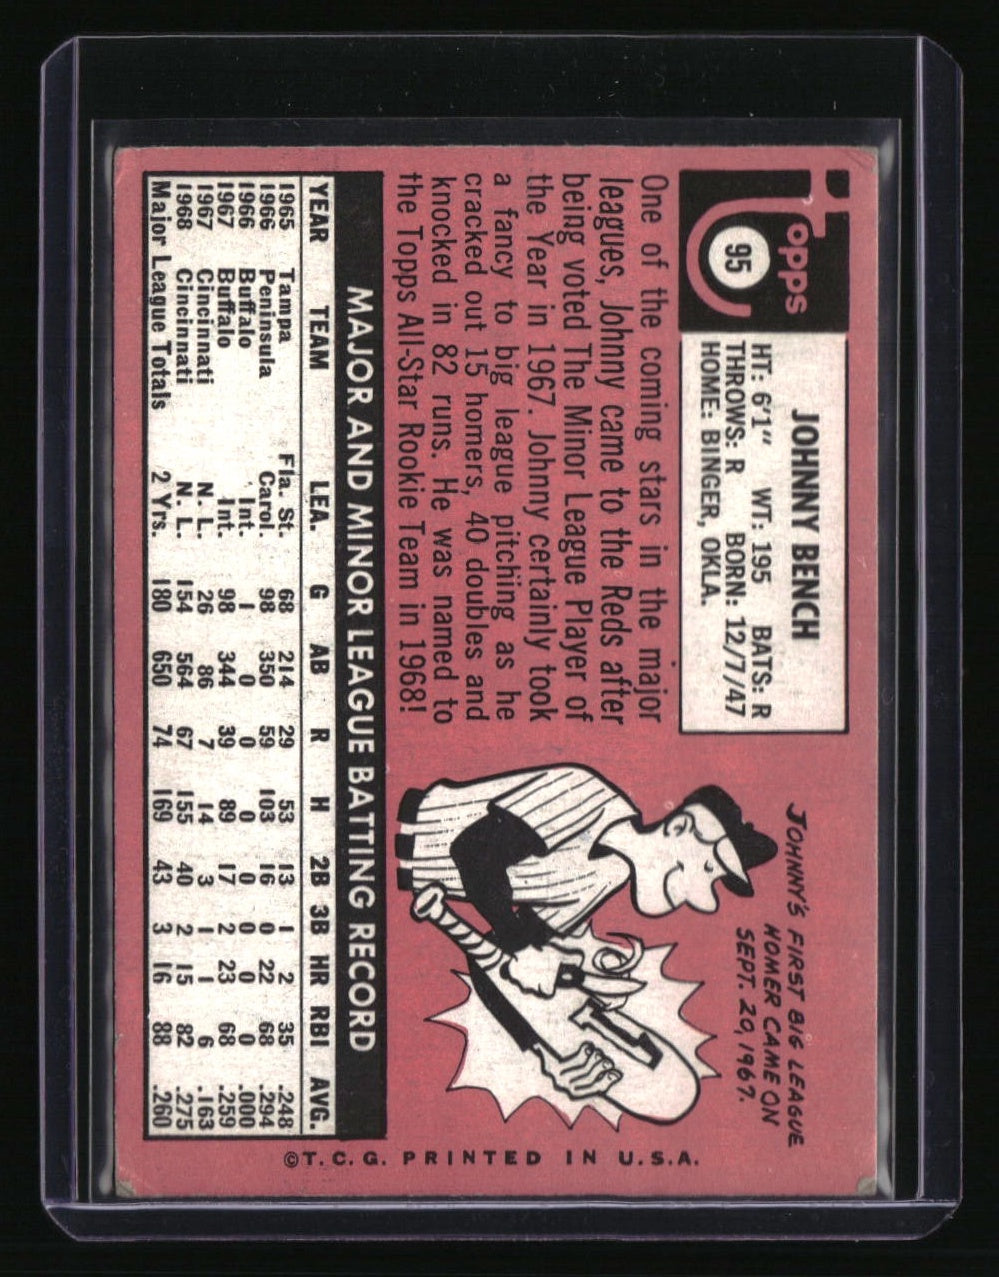 Topps
95
JOHNNY BENCH
HT: 6'1" WT: 195 BATS: R
THROWS: R BORN: 12/7/47
HOME: BINGER, OKLA.
JOHNNY'S FIRST BIG LEAGUE
HOMER CAME ON
SEPT. 20, 1967.
One of the coming stars in the major
leagues, Johnny came to the Reds after
being voted The Minor League Player of
the Year in 1967. Johnny certainly took
a fancy to big league pitching as he
cracked out 15 homers, 40 doubles and
knocked in 82 runs. He was named to
the Topps All-Star Rookie Team in 1968!
MAJOR AND MINOR LEAGUE BATTING RECORD
YEAR TEAM LEA. G AB R H 2B 3B HR RBI AVG.
1965 Tampa Fla. St. 68 214 29 53 13 1 2 35 .248
1966 Peninsula Carol. 98 350 59 103 16 0 22 68 .294
1966 Buffalo Int. 1 0 0 0 0 0 0 0 .000
1967 Buffalo Int. 98 344 39 89 17 2 23 68 .259
1967 Cincinnati N. L. 26 86 7 14 3 1 1 6 .163
1968 Cincinnati N. L. 154 564 67 155 40 2 15 82 .275
Major League Totals 2 Yrs. 180 650 74 169 43 3 16 88 .260
©T.C.G. PRINTED IN U.S.A.